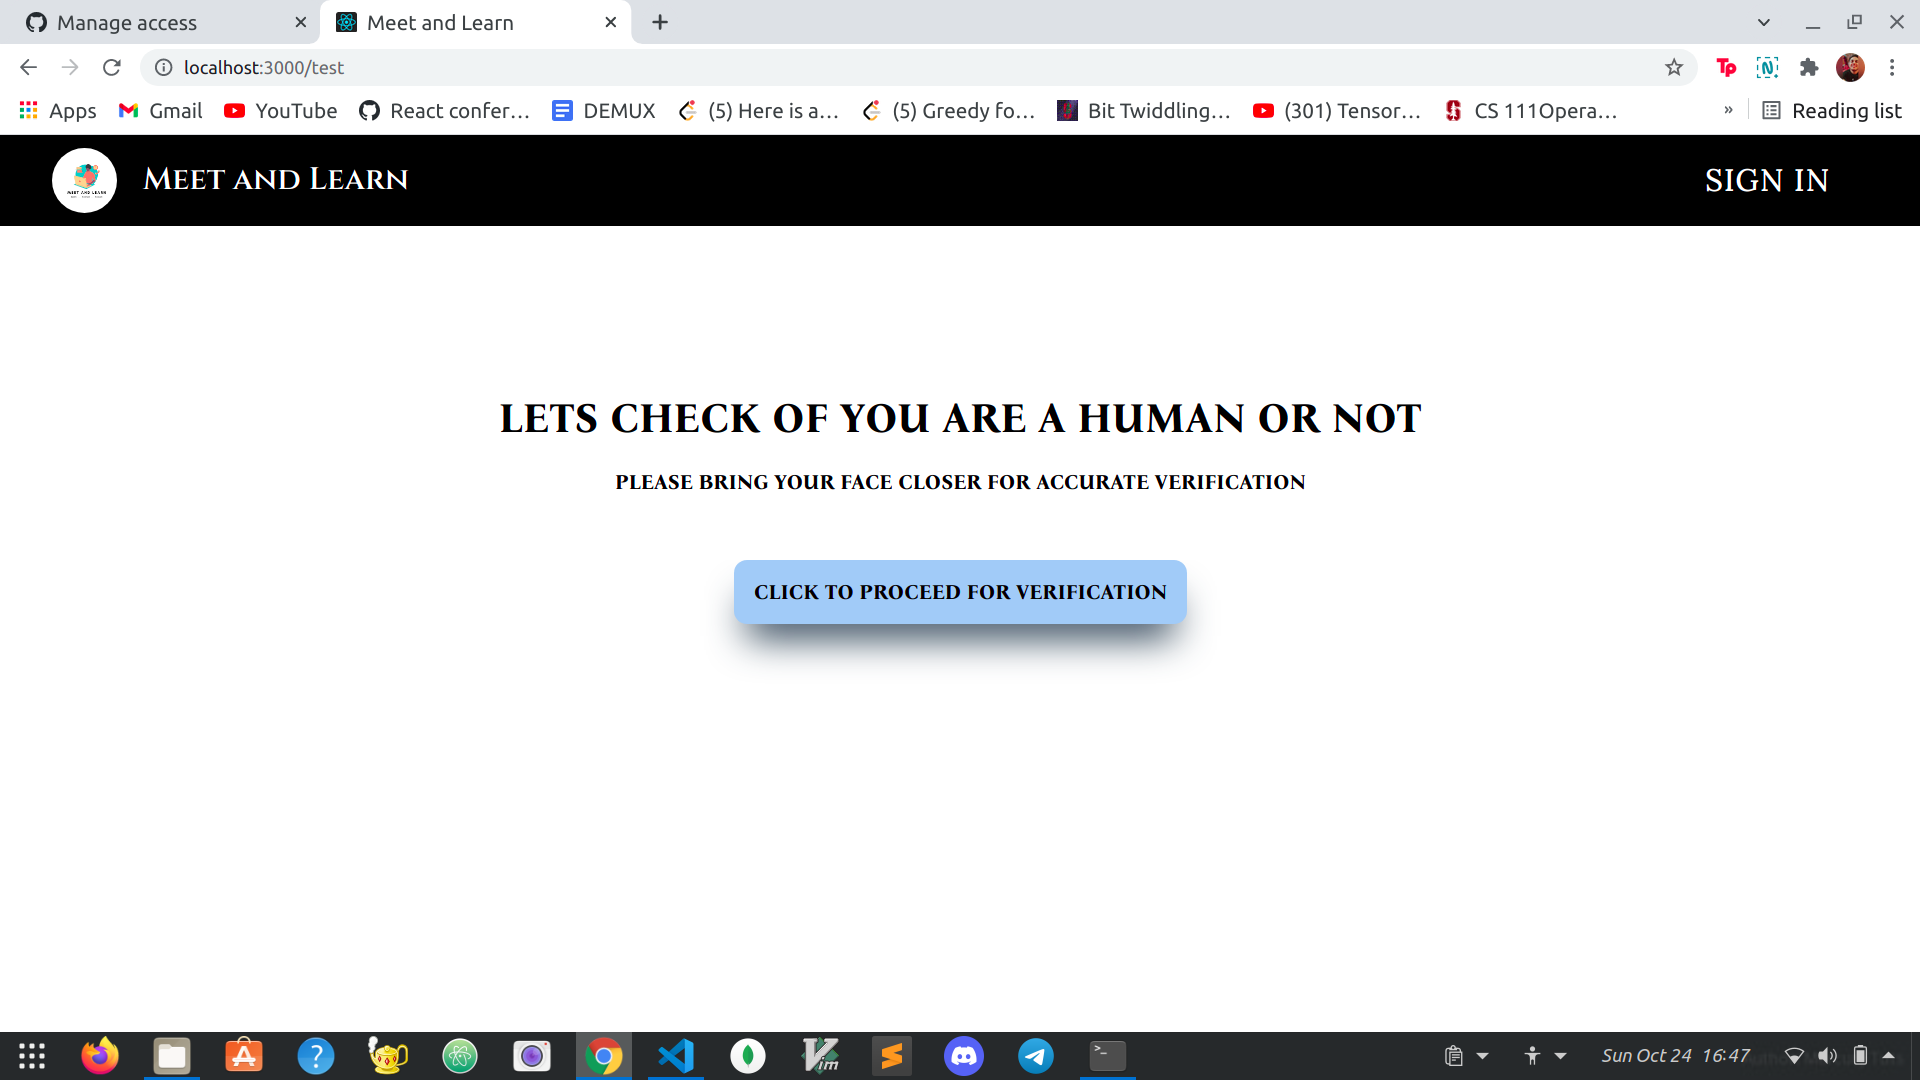 Manage access
Meet and Learn
localhost:3000/test
Apps
Gmail
YouTube
React confer...
DEMUX
(5) Here is a...
(5) Greedy fo...
Bit Twiddling...
(301) Tensor...
CS 111Opera...
»
Reading list
MEET AND LEARN
MEET AND LEARN
SIGN IN
LETS CHECK OF YOU ARE A HUMAN OR NOT
PLEASE BRING YOUR FACE CLOSER FOR ACCURATE VERIFICATION
CLICK TO PROCEED FOR VERIFICATION
Sun Oct 24 16:47